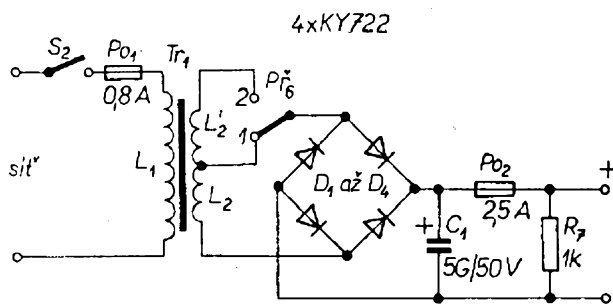 4xKY722
S₂
Po₁
0,8A
Tr₁
Př₆
2
1
L₂'
L₁
síť
L₂
D₁ až D₄
Po₂
2,5A
+
+
C₁
5G/50V
R₇
1k